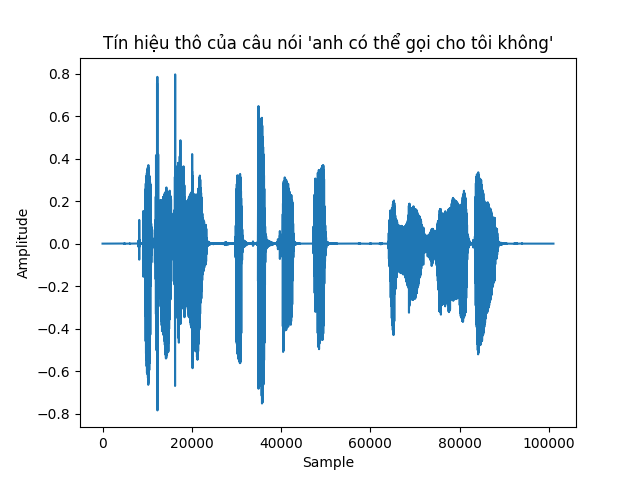 Tín hiệu thô của câu nói 'anh có thể gọi cho tôi không'
0.8
0.6
0.4
0.2
0.0
−0.2
−0.4
−0.6
−0.8
Amplitude
0 20000 40000 60000 80000 100000
Sample